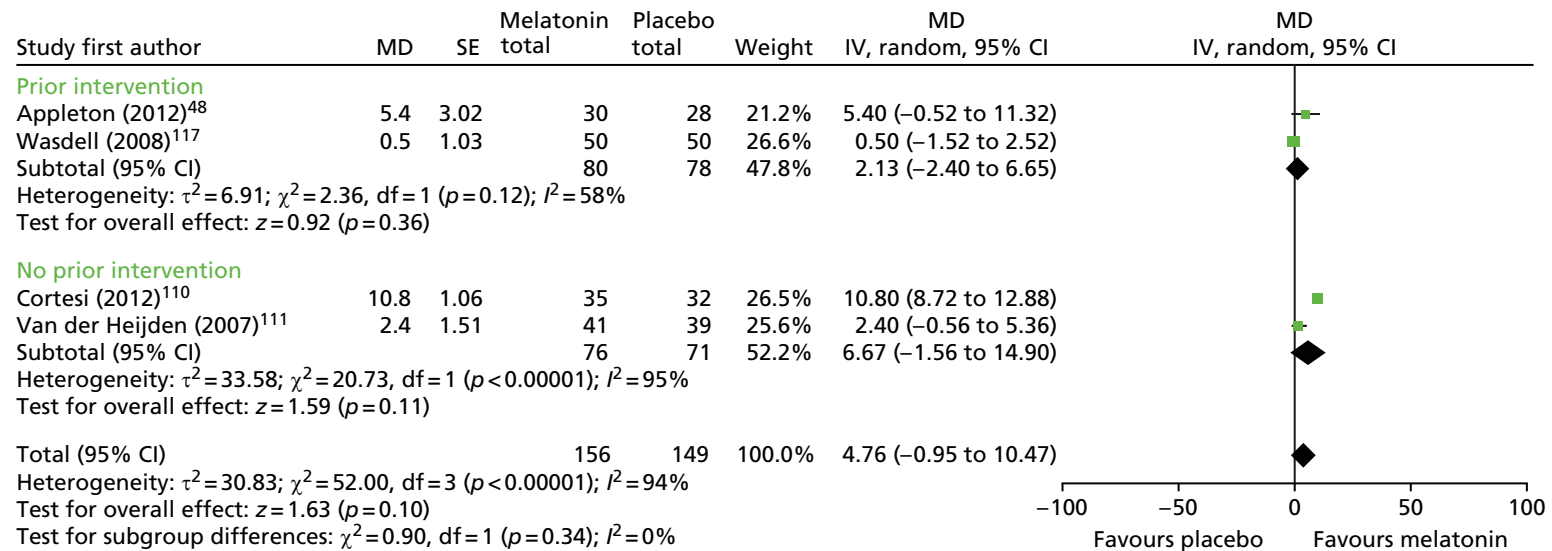 Melatonin Placebo MD MD
Study first author MD SE total total Weight IV, random, 95% CI IV, random, 95% CI
Prior intervention
Appleton (2012)48 5.4 3.02 30 28 21.2% 5.40 (−0.52 to 11.32)
Wasdell (2008)117 0.5 1.03 50 50 26.6% 0.50 (−1.52 to 2.52)
Subtotal (95% CI) 80 78 47.8% 2.13 (−2.40 to 6.65)
Heterogeneity: τ2=6.91; χ2=2.36, df=1 (p=0.12); I2=58%
Test for overall effect: z=0.92 (p=0.36)
No prior intervention
Cortesi (2012)110 10.8 1.06 35 32 26.5% 10.80 (8.72 to 12.88)
Van der Heijden (2007)111 2.4 1.51 41 39 25.6% 2.40 (−0.56 to 5.36)
Subtotal (95% CI) 76 71 52.2% 6.67 (−1.56 to 14.90)
Heterogeneity: τ2=33.58; χ2=20.73, df=1 (p<0.00001); I2=95%
Test for overall effect: z=1.59 (p=0.11)
Total (95% CI) 156 149 100.0% 4.76 (−0.95 to 10.47)
Heterogeneity: τ2=30.83; χ2=52.00, df=3 (p<0.00001); I2=94%
Test for overall effect: z=1.63 (p=0.10)
Test for subgroup differences: χ2=0.90, df=1 (p=0.34); I2=0%
−100 −50 0 50 100
Favours placebo Favours melatonin